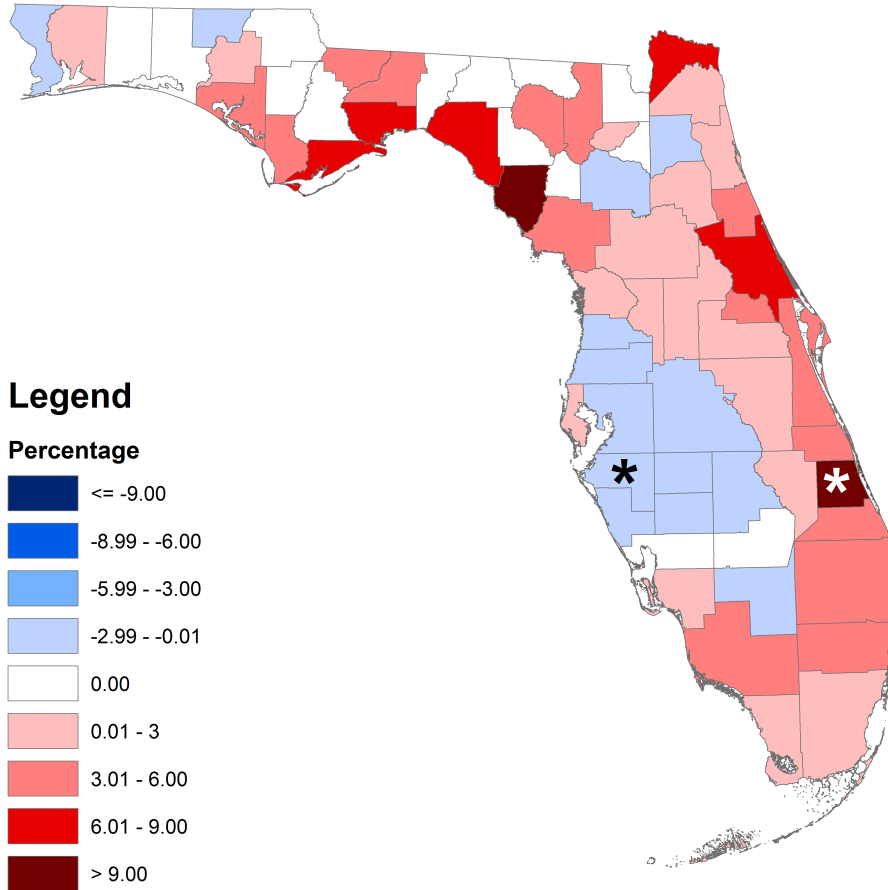 Legend
Percentage
<= -9.00
-8.99 - -6.00
-5.99 - -3.00
-2.99 - -0.01
0.00
0.01 - 3
3.01 - 6.00
6.01 - 9.00
> 9.00
*
*